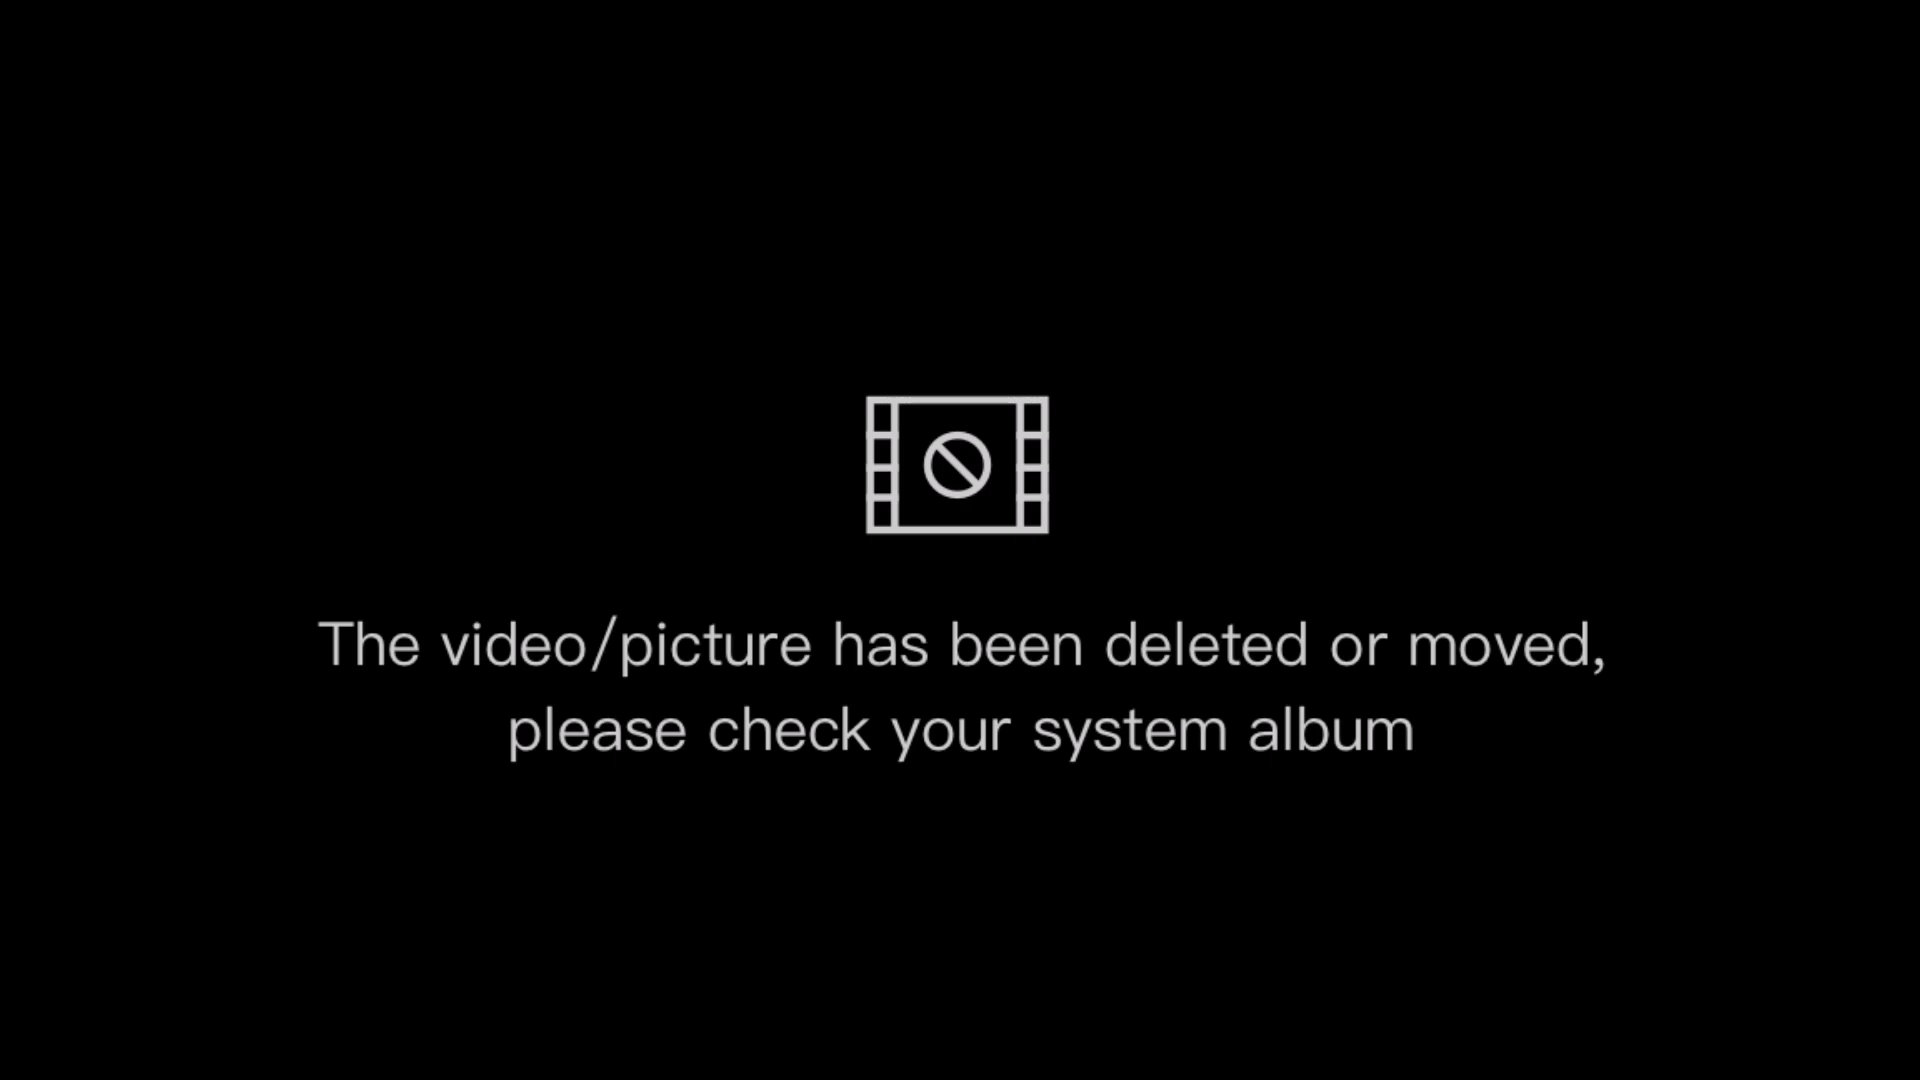 The video/picture has been deleted or moved,
please check your system album